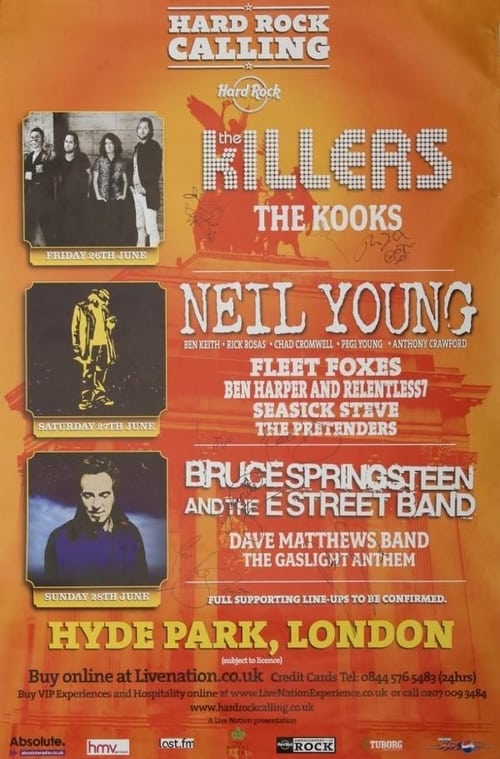 HARD ROCK
CALLING
Hard Rock
the
KILLERS
THE KOOKS
FRIDAY 26TH JUNE
NEIL YOUNG
BEN KEITH • RICK ROSAS • CHAD CROMWELL • PEGI YOUNG • ANTHONY CRAWFORD
FLEET FOXES
BEN HARPER AND RELENTLESS7
SEASICK STEVE
THE PRETENDERS
SATURDAY 27TH JUNE
BRUCE SPRINGSTEEN
AND THE E STREET BAND
DAVE MATTHEWS BAND
THE GASLIGHT ANTHEM
SUNDAY 28TH JUNE
FULL SUPPORTING LINE-UPS TO BE CONFIRMED.
HYDE PARK, LONDON
(subject to licence)
Buy online at Livenation.co.uk Credit Cards Tel: 0844 576 5483 (24hrs)
Buy VIP Experiences and Hospitality online at www.LiveNationExperience.co.uk or call 0207 009 3484
www.hardrockcalling.co.uk
A Live Nation presentation
Absolute.
hmv
last.fm
ROCK
TUBORG